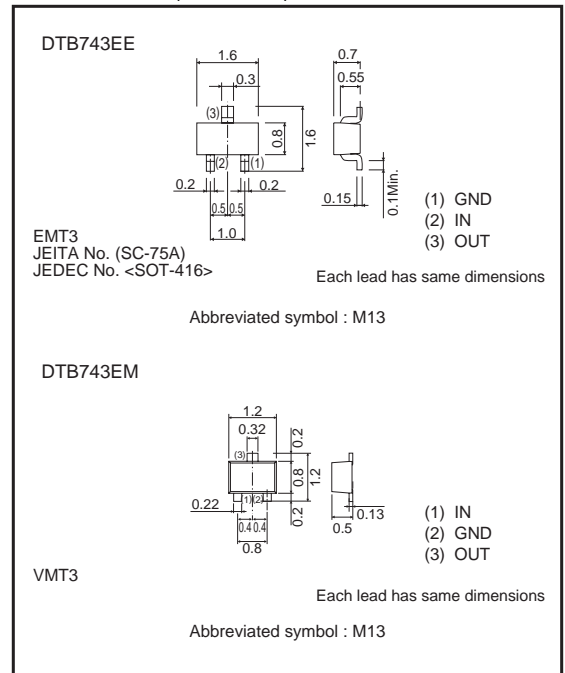 DTB743EE
1.6
0.3
(3)
0.8
1.6
(2)
(1)
0.2
0.2
0.5 0.5
1.0
0.7
0.55
0.15
0.1Min.
(1) GND
(2) IN
(3) OUT
EMT3
JEITA No. (SC-75A)
JEDEC No. <SOT-416>
Each lead has same dimensions
Abbreviated symbol : M13
DTB743EM
1.2
0.32
0.2
(3)
0.8
1.2
0.22
(1)(2)
0.4 0.4
0.2
0.8
0.13
0.5
(1) IN
(2) GND
(3) OUT
VMT3
Each lead has same dimensions
Abbreviated symbol : M13